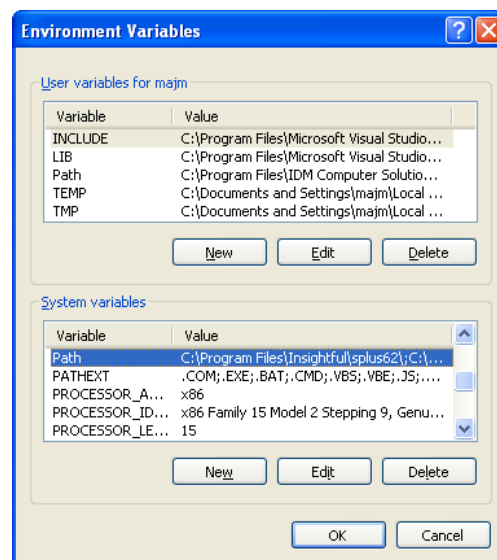 Environment Variables
User variables for majm
Variable Value
INCLUDE C:\Program Files\Microsoft Visual Studio...
LIB C:\Program Files\Microsoft Visual Studio...
Path C:\Program Files\IDM Computer Solutio...
TEMP C:\Documents and Settings\majm\Local ...
TMP C:\Documents and Settings\majm\Local ...
New Edit Delete
System variables
Variable Value
Path C:\Program Files\Insightful\splus62\;C:\...
PATHEXT .COM;.EXE;.BAT;.CMD;.VBS;.VBE;.JS;....
PROCESSOR_A... x86
PROCESSOR_ID... x86 Family 15 Model 2 Stepping 9, Genu...
PROCESSOR_LE... 15
New Edit Delete
OK Cancel